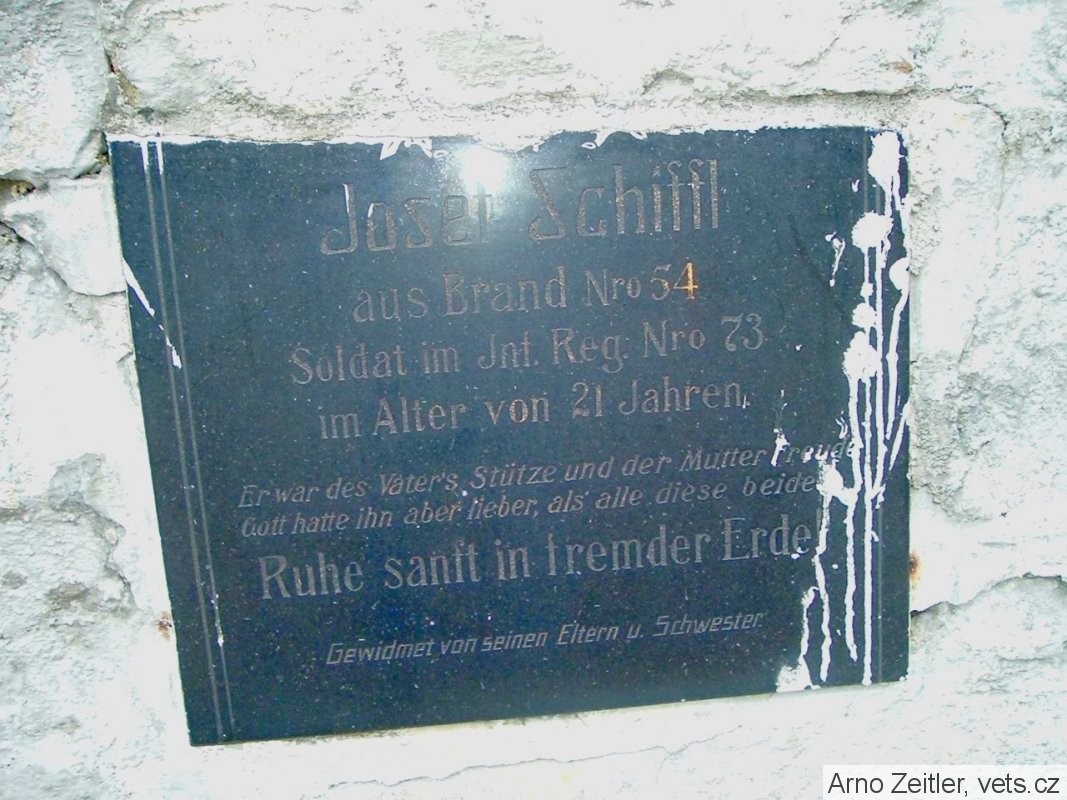 Josef Schiffl
aus Brand Nro 54
Soldat im Jnf. Reg. Nro 73
im Alter von 21 Jahren,
Er war des Vater's Stütze und der Mutter Freude
Gott hatte ihn aber lieber, als alle diese beide
Ruhe sanft in fremder Erde
Gewidmet von seinen Eltern u. Schwester.
Arno Zeitler, vets.cz